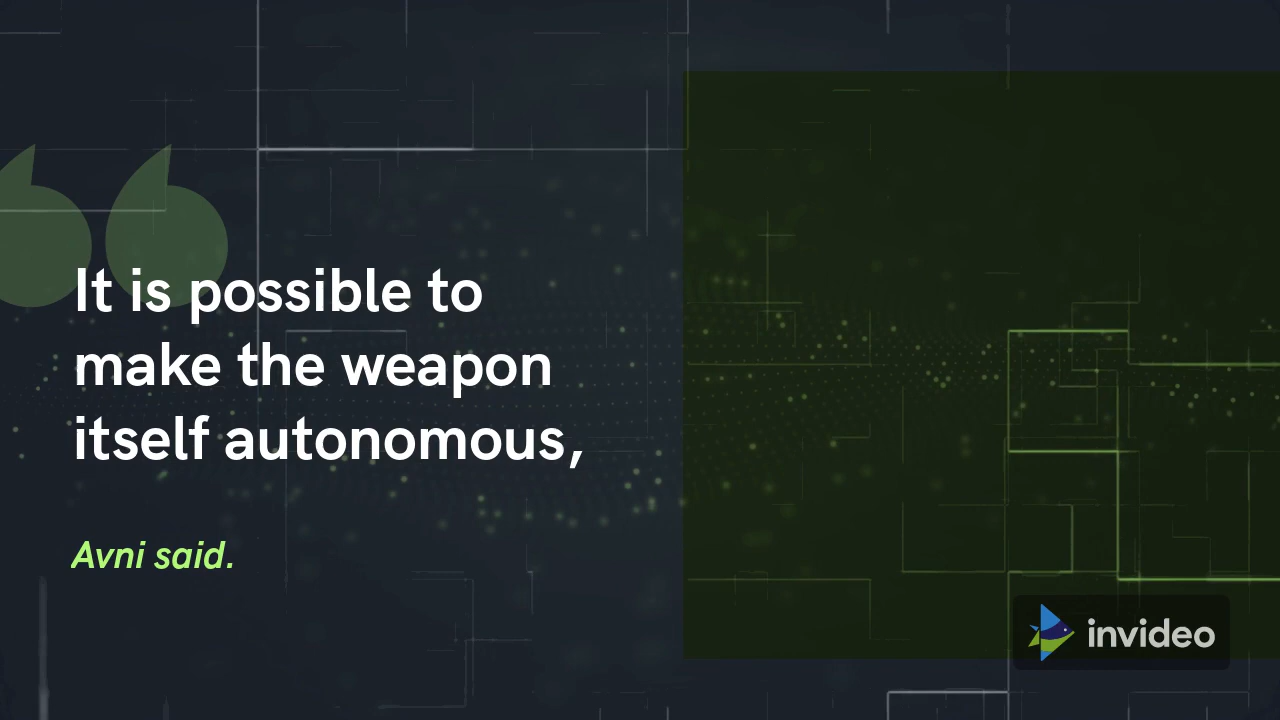 It is possible to
make the weapon
itself autonomous,
Avni said.
invideo